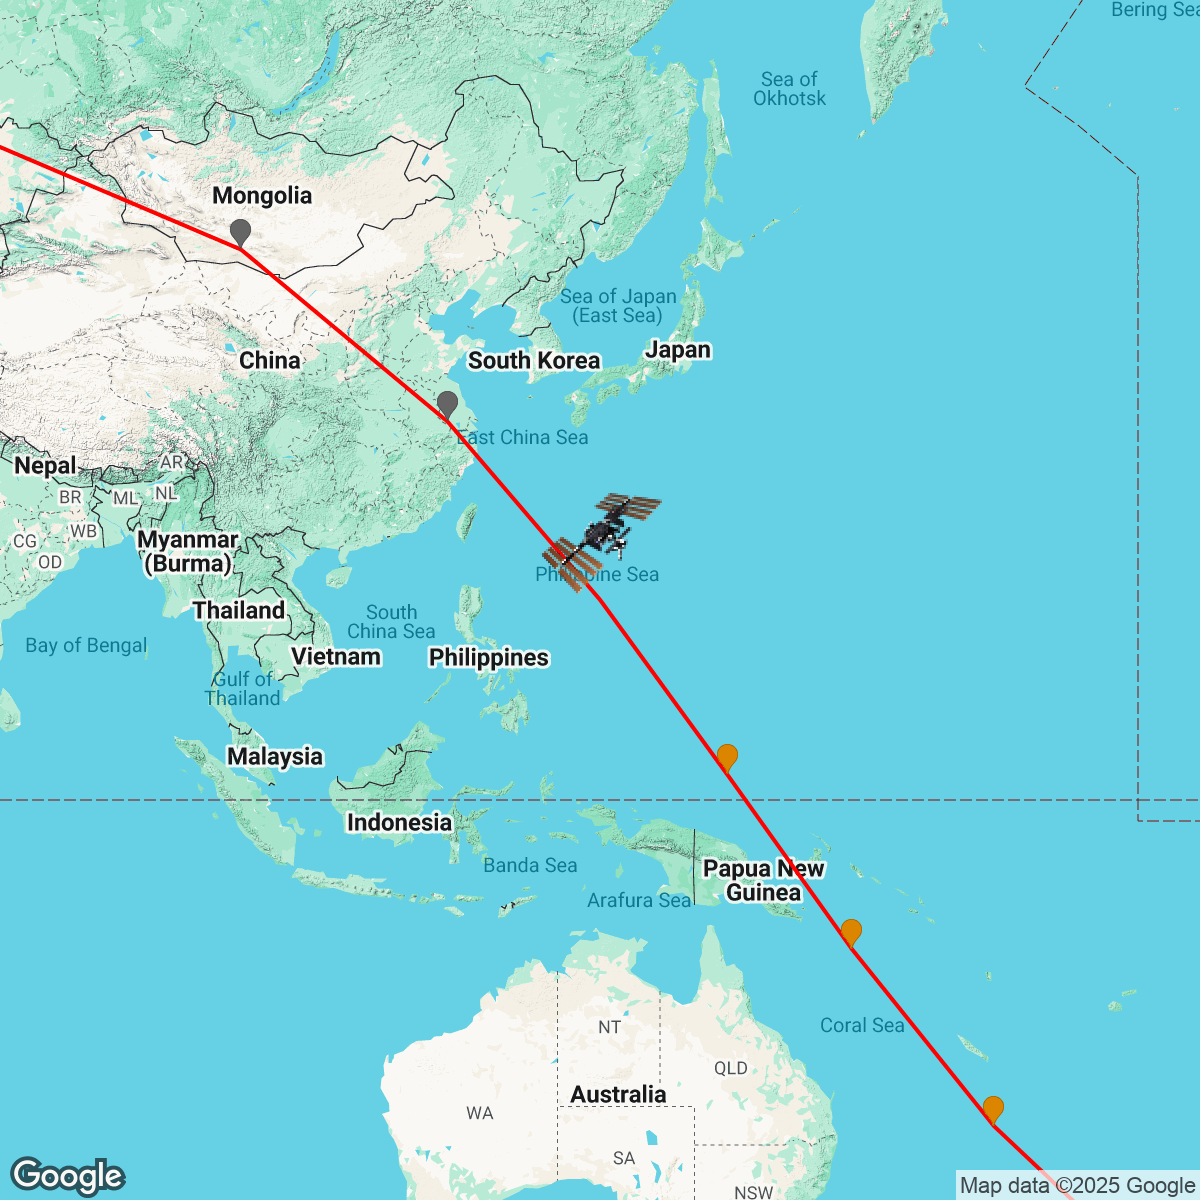 Bering Sea
Sea of
Okhotsk
Mongolia
Sea of Japan
(East Sea)
Japan
South Korea
China
East China Sea
Nepal
AR
BR
ML
NL
WB
CG
OD
Myanmar
(Burma)
Philippine Sea
Thailand
South
China Sea
Bay of Bengal
Vietnam
Philippines
Gulf of
Thailand
Malaysia
Indonesia
Banda Sea
Papua New
Guinea
Arafura Sea
Coral Sea
NT
QLD
Australia
WA
SA
NSW
Google
Map data ©2025 Google